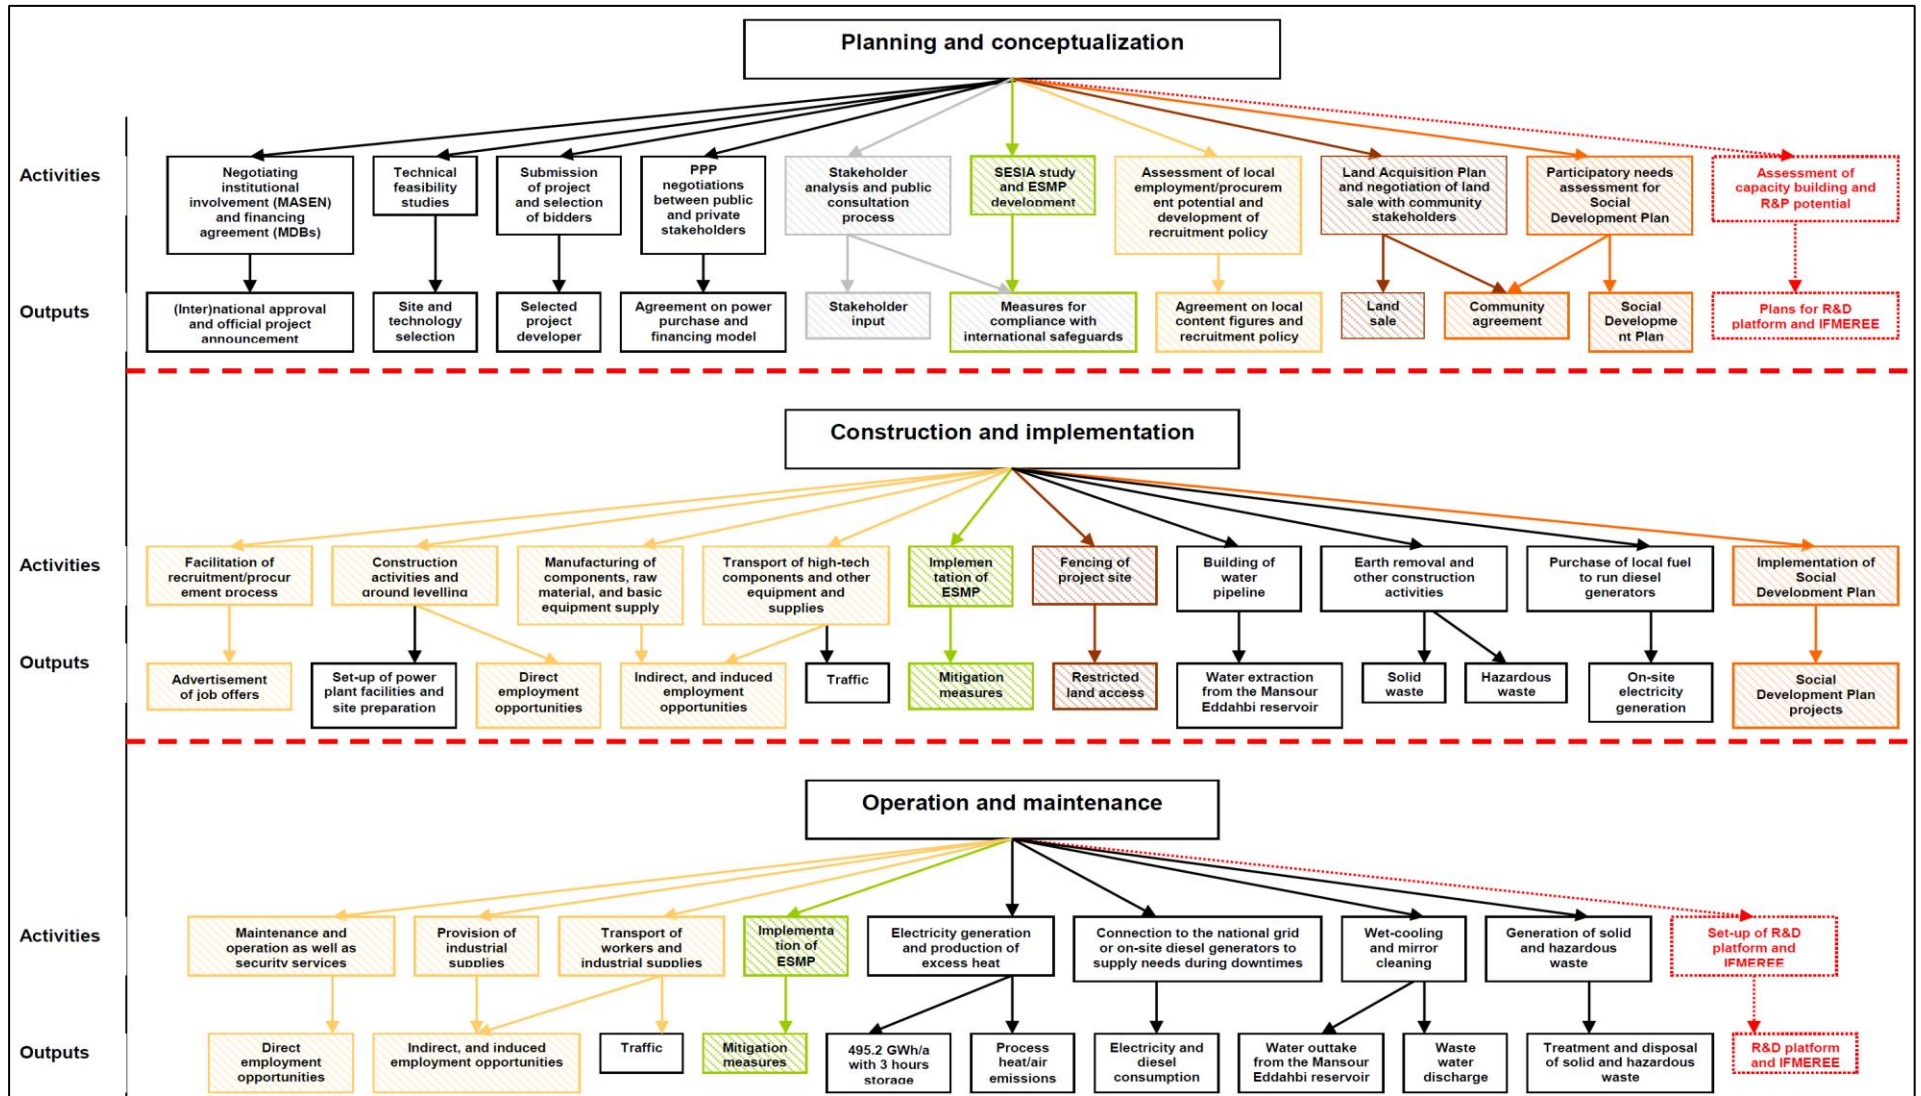 Planning and conceptualization
Activities
Negotiating
institutional
involvement (MASEN)
and financing
agreement (MDBs)
Technical
feasibility
studies
Submission
of project
and selection
of bidders
PPP
negotiations
between public
and private
stakeholders
Stakeholder
analysis and public
consultation
process
SESIA study
and ESMP
development
Assessment of local
employment/procurem
ent potential and
development of
recruitment policy
Land Acquisition Plan
and negotiation of land
sale with community
stakeholders
Participatory needs
assessment for
Social
Development Plan
Assessment of
capacity building and
R&P potential
Outputs
(Inter)national approval
and official project
announcement
Site and
technology
selection
Selected
project
developer
Agreement on power
purchase and
financing model
Stakeholder
input
Measures for
compliance with
international safeguards
Agreement on local
content figures and
recruitment policy
Land
sale
Community
agreement
Social
Developme
nt Plan
Plans for R&D
platform and IFMEREE
Construction and implementation
Activities
Facilitation of
recruitment/procur
ement process
Construction
activities and
ground levelling
Manufacturing of
components, raw
material, and basic
equipment supply
Transport of high-tech
components and other
equipment and
supplies
Implemen
tation of
ESMP
Fencing of
project site
Building of
water
pipeline
Earth removal and
other construction
activities
Purchase of local fuel
to run diesel
generators
Implementation of
Social
Development Plan
Outputs
Advertisement
of job offers
Set-up of power
plant facilities and
site preparation
Direct
employment
opportunities
Indirect, and induced
employment
opportunities
Traffic
Mitigation
measures
Restricted
land access
Water extraction
from the Mansour
Eddahbi reservoir
Solid
waste
Hazardous
waste
On-site
electricity
generation
Social
Development Plan
projects
Operation and maintenance
Activities
Maintenance and
operation as well as
security services
Provision of
industrial
supplies
Transport of
workers and
industrial supplies
Implementa
tion of
ESMP
Electricity generation
and production of
excess heat
Connection to the national grid
or on-site diesel generators to
supply needs during downtimes
Wet-cooling
and mirror
cleaning
Generation of solid
and hazardous
waste
Set-up of R&D
platform and
IFMEREE
Outputs
Direct
employment
opportunities
Indirect, and induced
employment opportunities
Traffic
Mitigation
measures
495.2 GWh/a
with 3 hours
storage
Process
heat/air
emissions
Electricity and
diesel
consumption
Water outtake
from the Mansour
Eddahbi reservoir
Waste
water
discharge
Treatment and disposal
of solid and hazardous
waste
R&D platform
and IFMEREE